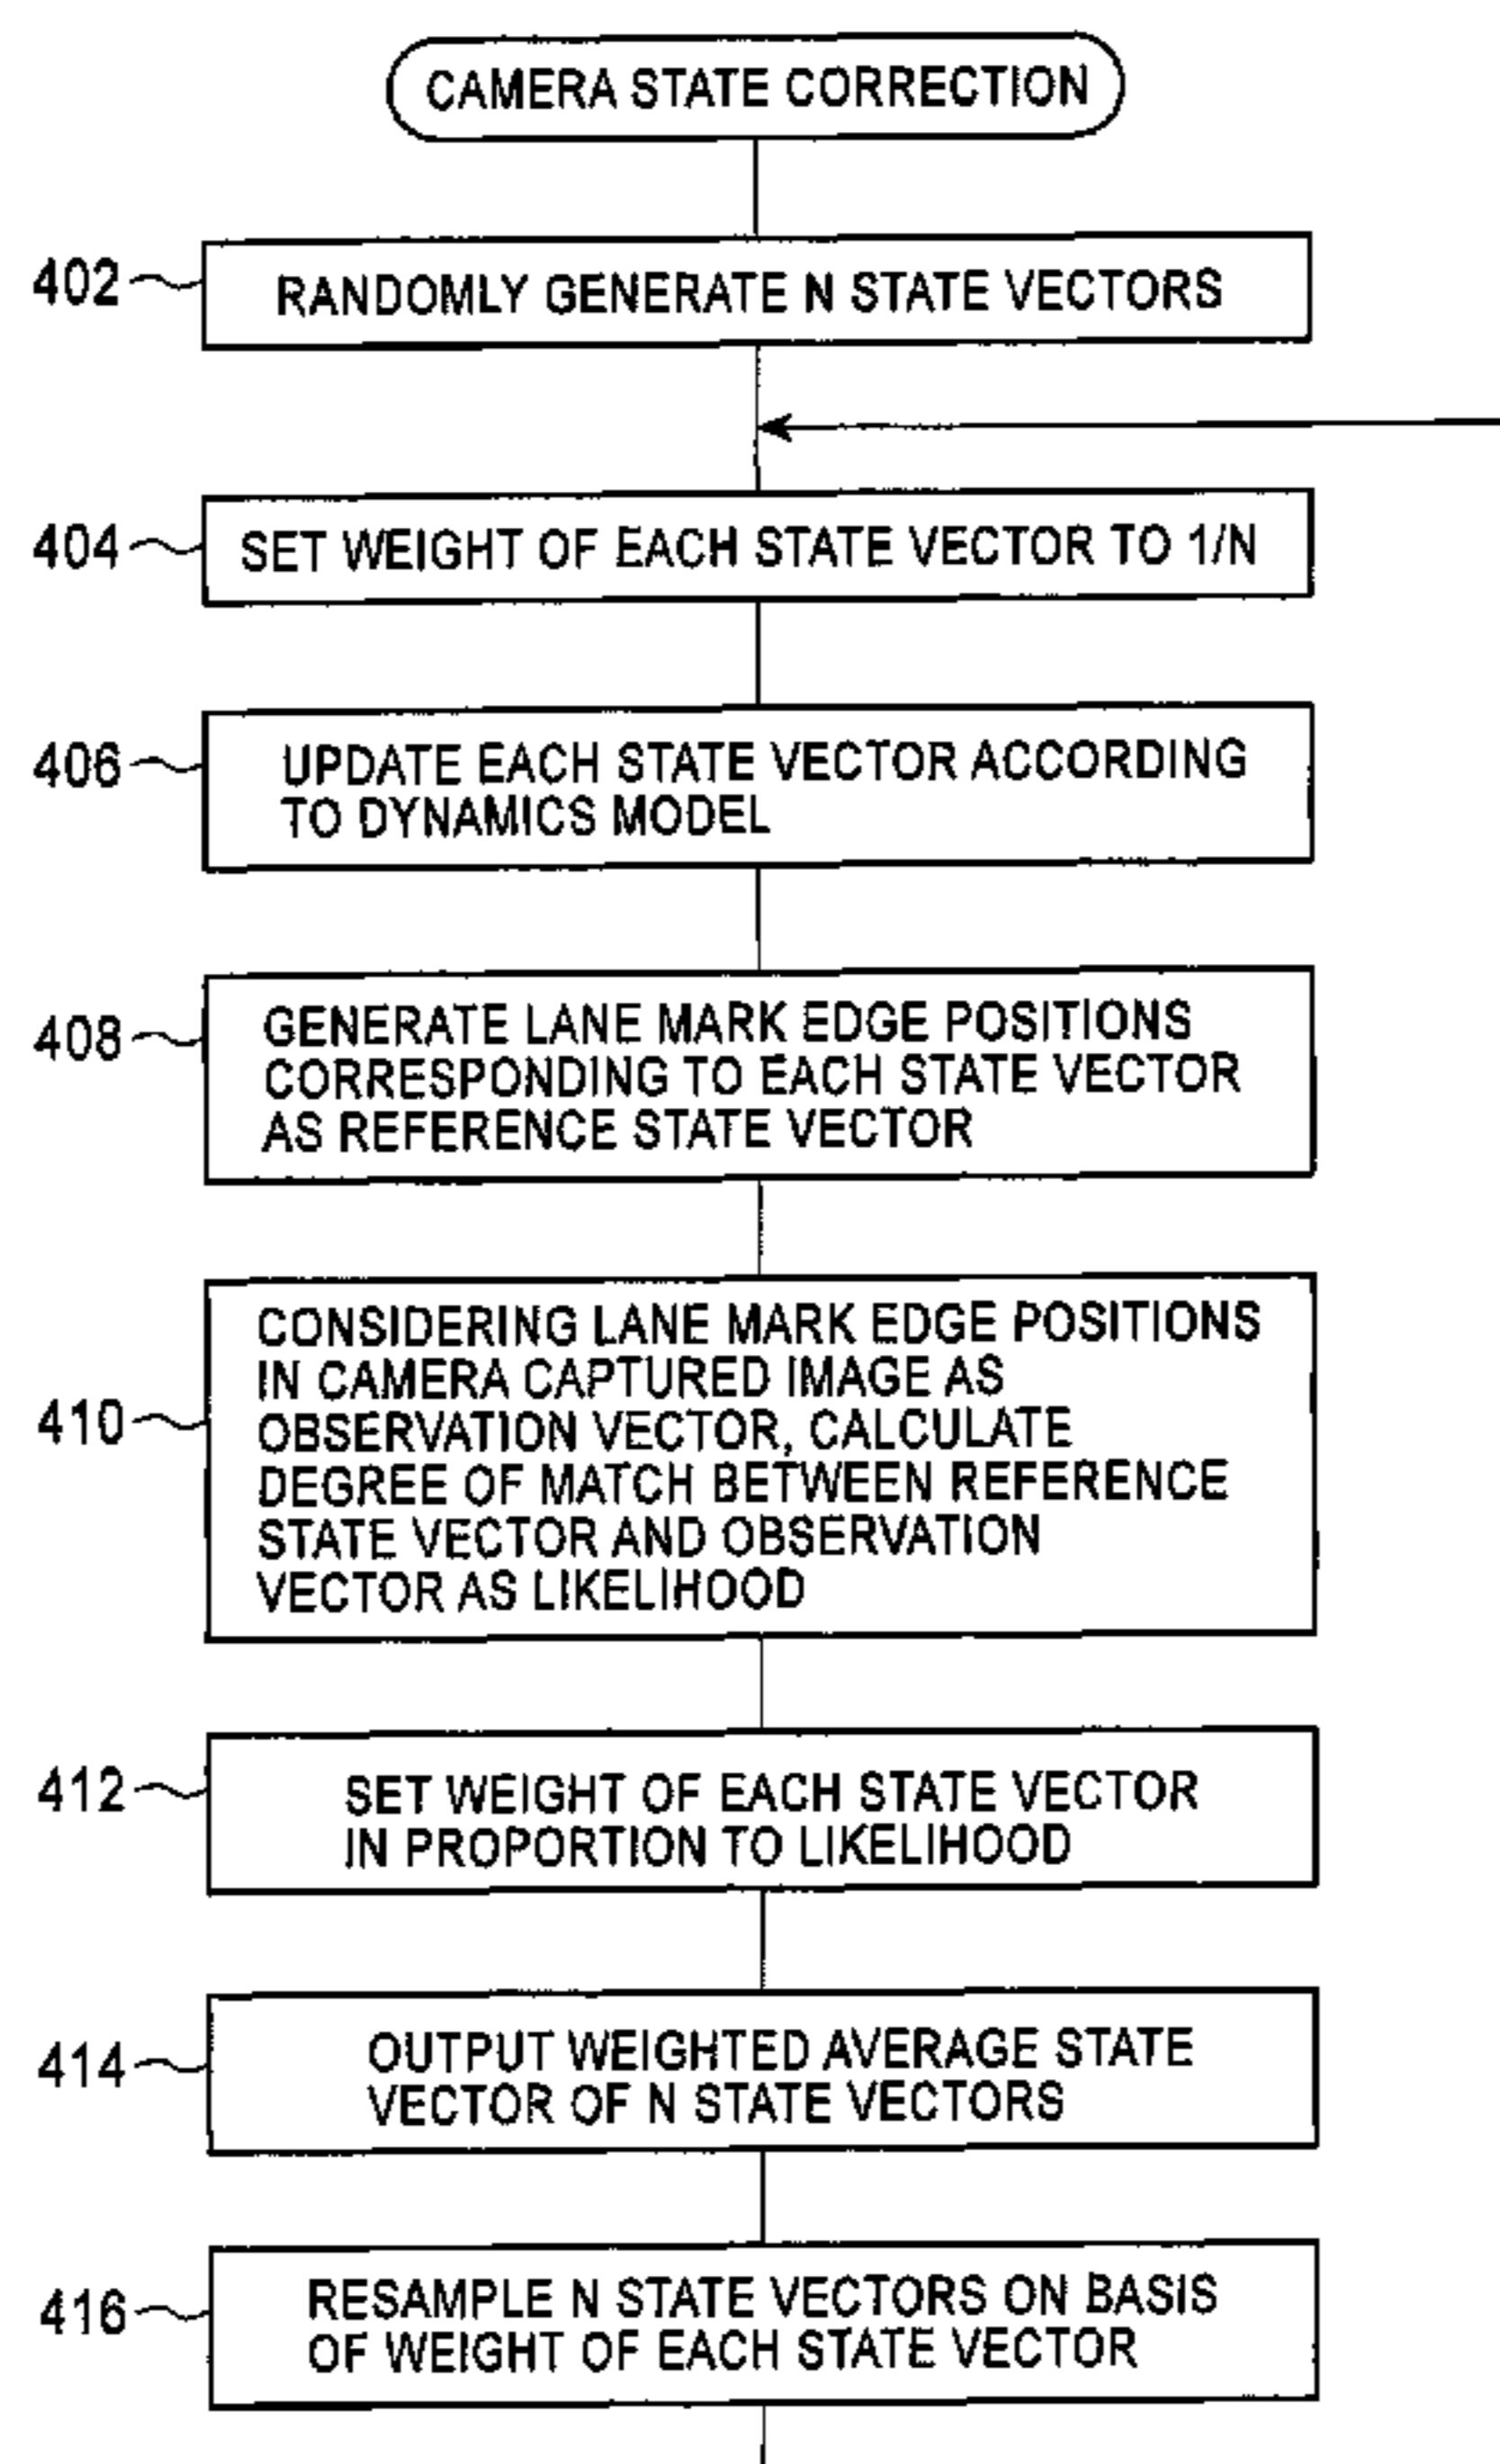 CAMERA STATE CORRECTION
402
RANDOMLY GENERATE N STATE VECTORS
404
SET WEIGHT OF EACH STATE VECTOR TO 1/N
406
UPDATE EACH STATE VECTOR ACCORDING
TO DYNAMICS MODEL
408
GENERATE LANE MARK EDGE POSITIONS
CORRESPONDING TO EACH STATE VECTOR
AS REFERENCE STATE VECTOR
410
CONSIDERING LANE MARK EDGE POSITIONS
IN CAMERA CAPTURED IMAGE AS
OBSERVATION VECTOR, CALCULATE
DEGREE OF MATCH BETWEEN REFERENCE
STATE VECTOR AND OBSERVATION
VECTOR AS LIKELIHOOD
412
SET WEIGHT OF EACH STATE VECTOR
IN PROPORTION TO LIKELIHOOD
414
OUTPUT WEIGHTED AVERAGE STATE
VECTOR OF N STATE VECTORS
416
RESAMPLE N STATE VECTORS ON BASIS
OF WEIGHT OF EACH STATE VECTOR